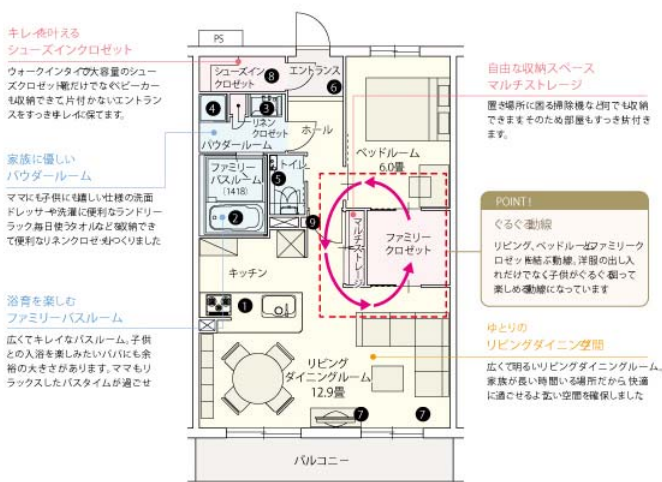 キレイを叶える
シューズインクロゼット
ウォークインタイプ大容量のシュー
ズクロゼット靴だけでなくベビーカー
も収納できて片付かないエントラン
スをすっきキレイに保てます。
家族に優しい
パウダールーム
ママにも子供にも嬉しい仕様の洗面
ドレッサーや洗濯に便利なランドリー
ラック毎日使うタオルなどを収納でき
て便利なリネンクロゼットをつくりました
浴育を楽しむ
ファミリーバスルーム
広くてキレイなバスルーム。子供
との入浴を楽しみたいパパにも余
裕の大きさがあります。ママもリ
ラックスしたバスタイムが過ごせ
PS
シューズイン
クロゼット
8
エントランス
6
4
3
リネン
クロゼット
パウダールーム
ホール
ファミリー
バスルーム
(1418)
2
トイレ
5
9
ベッドルーム
6.0畳
マルチストレージ
ファミリー
クロゼット
キッチン
1
リビング
ダイニングルーム
12.9畳
7
7
バルコニー
自由な収納スペース
マルチストレージ
置き場所に困る掃除機など何でも収納
できますそのため部屋もすっき片付き
ます。
POINT!
ぐるぐる動線
リビング、ベッドルームとファミリーク
ロゼットを結ぶ動線。洋服の出し入
れだけでなく子供がぐるぐる回って
楽しめる動線になっています
ゆとりの
リビングダイニング空間
広くて明るいリビングダイニングルーム。
家族が長い時間いる場所だから、快適
に過ごせるよう広い空間を確保しました